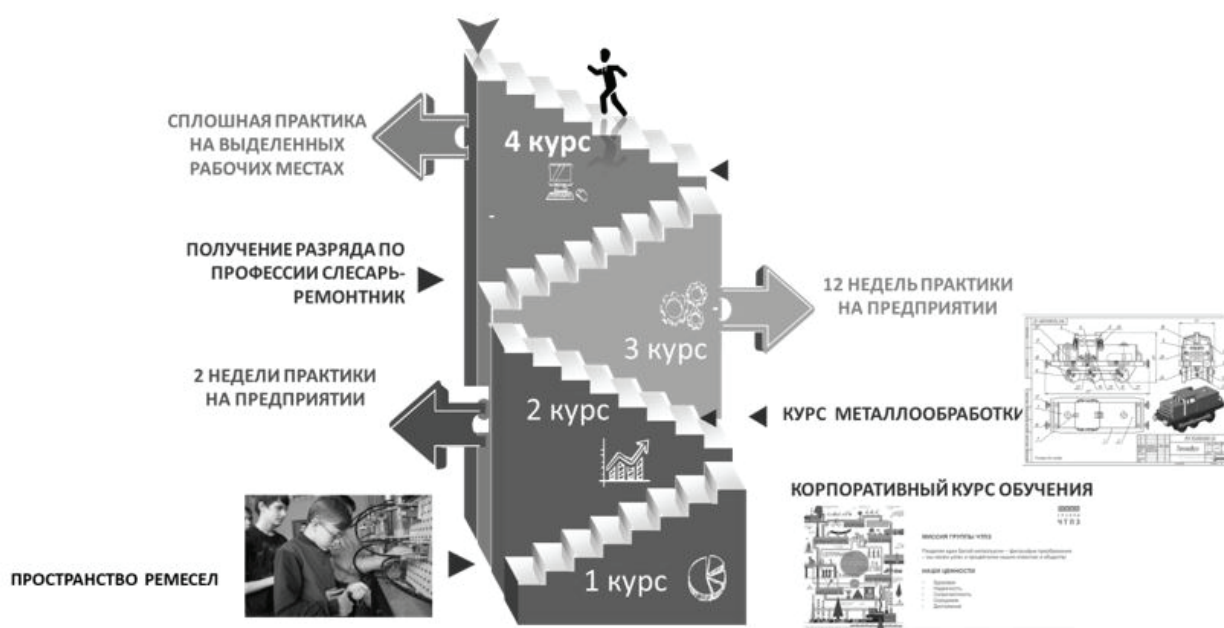 СПЛОШНАЯ ПРАКТИКА
НА ВЫДЕЛЕННЫХ
РАБОЧИХ МЕСТАХ
4 курс
ПОЛУЧЕНИЕ РАЗРЯДА ПО
ПРОФЕССИИ СЛЕСАРЬ-
РЕМОНТНИК
12 НЕДЕЛЬ ПРАКТИКИ
НА ПРЕДПРИЯТИИ
3 курс
2 НЕДЕЛИ ПРАКТИКИ
НА ПРЕДПРИЯТИИ
2 курс
КУРС МЕТАЛЛООБРАБОТКИ
КОРПОРАТИВНЫЙ КУРС ОБУЧЕНИЯ
ЧТПЗ
МИССИЯ ГРУППЫ ЧТПЗ
НАШИ ЦЕННОСТИ
ПРОСТРАНСТВО РЕМЕСЕЛ
1 курс